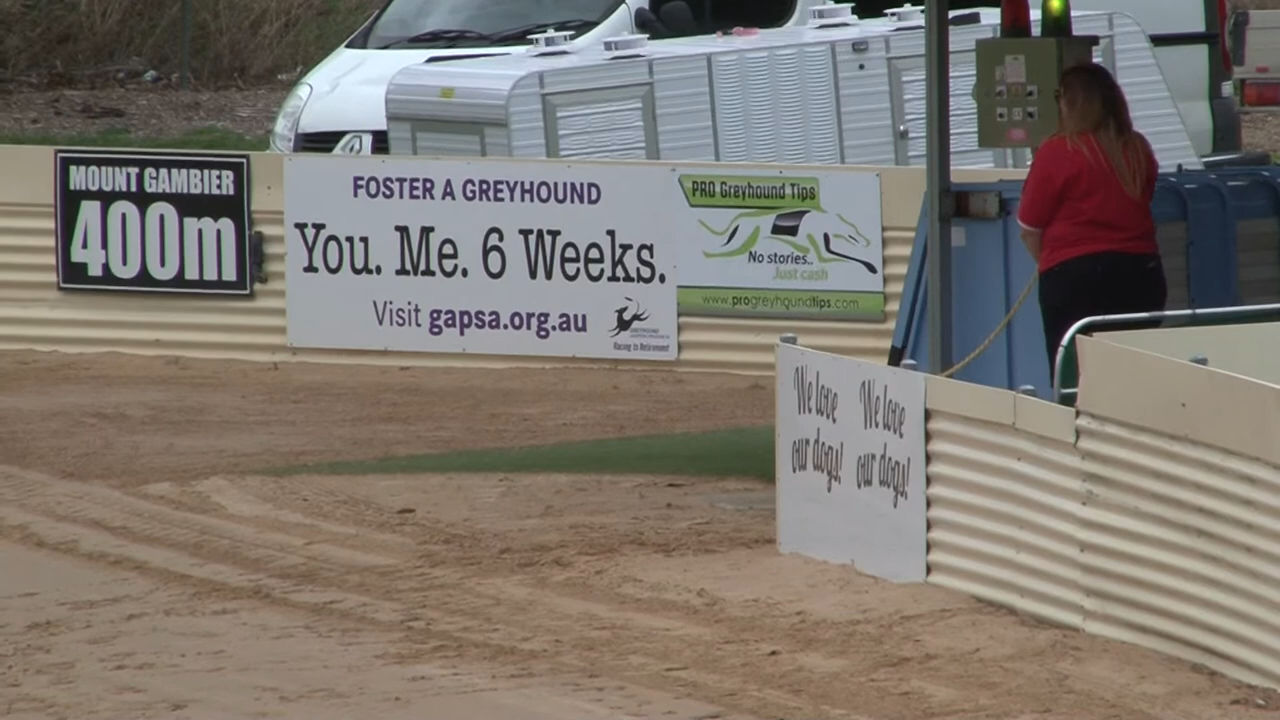 MOUNT GAMBIER
400m
FOSTER A GREYHOUND
You. Me. 6 Weeks.
Visit gapsa.org.au
Racing to Retirement
PRO Greyhound Tips
No stories..
Just cash
www.progreyhoundtips.com
We love
our dogs!
We love
our dogs!